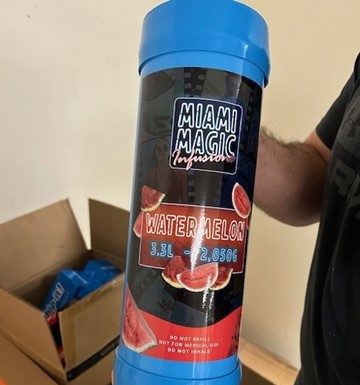 MIAMI
MAGIC
Infusions
WATERMELON
3.3L - 2,050G
DO NOT REFILL
NOT FOR MEDICAL USE
DO NOT INHALE